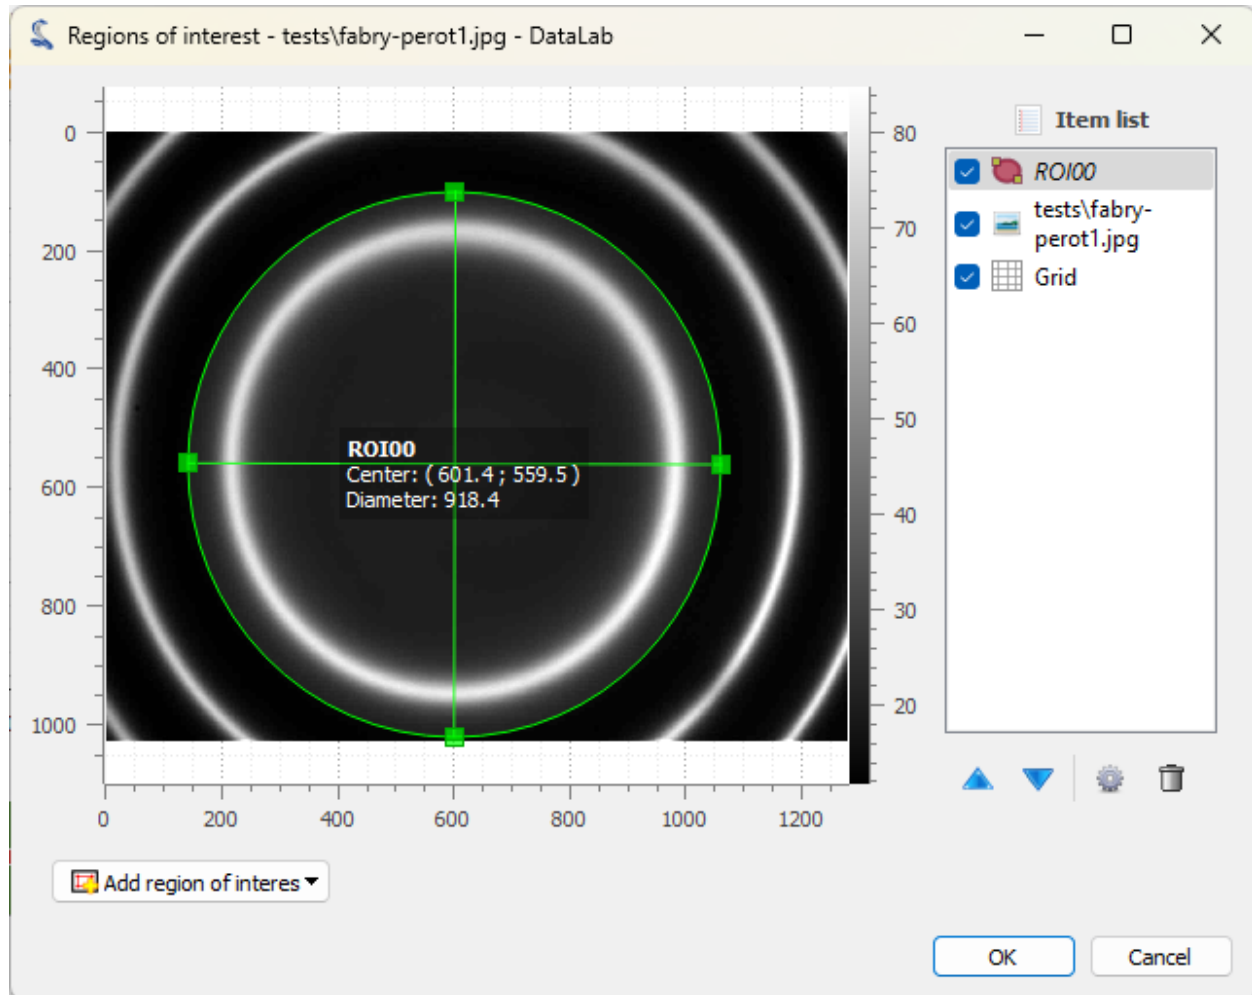 Regions of interest - tests\fabry-perot1.jpg - DataLab
0
200
400
600
800
1000
0
200
400
600
800
1000
1200
ROI00
Center: ( 601.4 ; 559.5 )
Diameter: 918.4
80
70
60
50
40
30
20
Item list
ROI00
tests\fabry-
perot1.jpg
Grid
Add region of interes
OK
Cancel